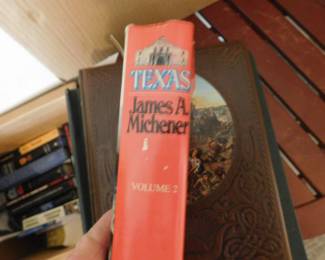 TEXAS
James A.
Michener
VOLUME 2